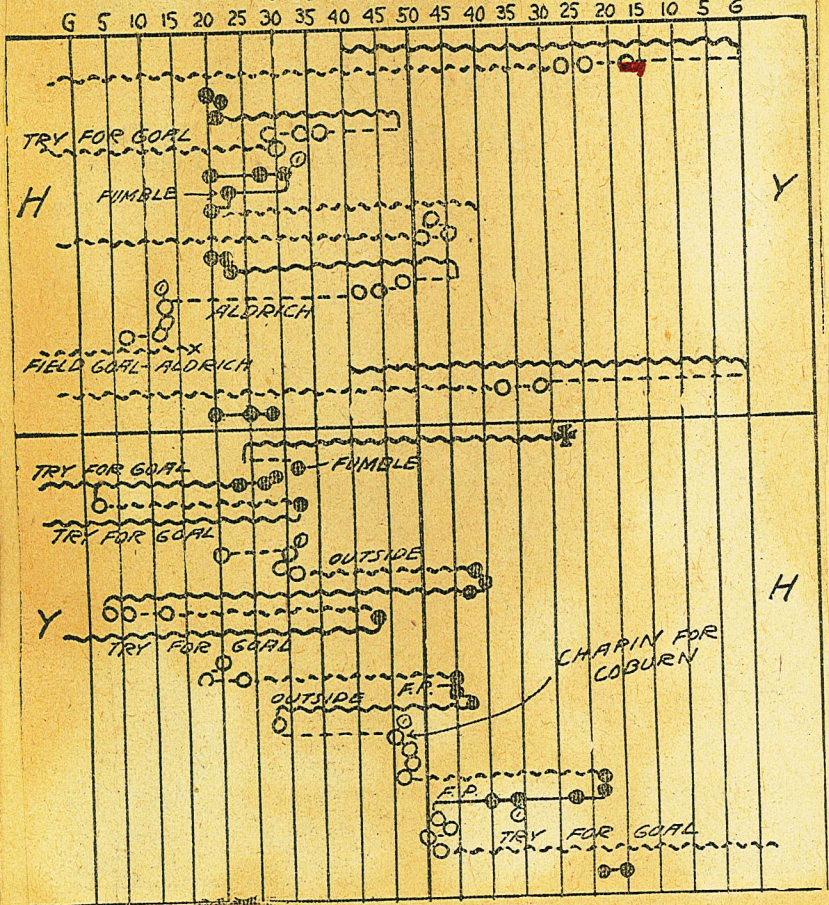 G 5 10 15 20 25 30 35 40 45 50 45 40 35 30 25 20 15 10 5 G
TRY FOR GOAL
FUMBLE
H
Y
ALDRICH
FIELD GOAL-ALDRICH
TRY FOR GOAL
FUMBLE
TRY FOR GOAL
OUTSIDE
H
Y
TRY FOR GOAL
CHAPIN FOR
COBURN
F.P.
OUTSIDE
F.P.
TRY FOR GOAL